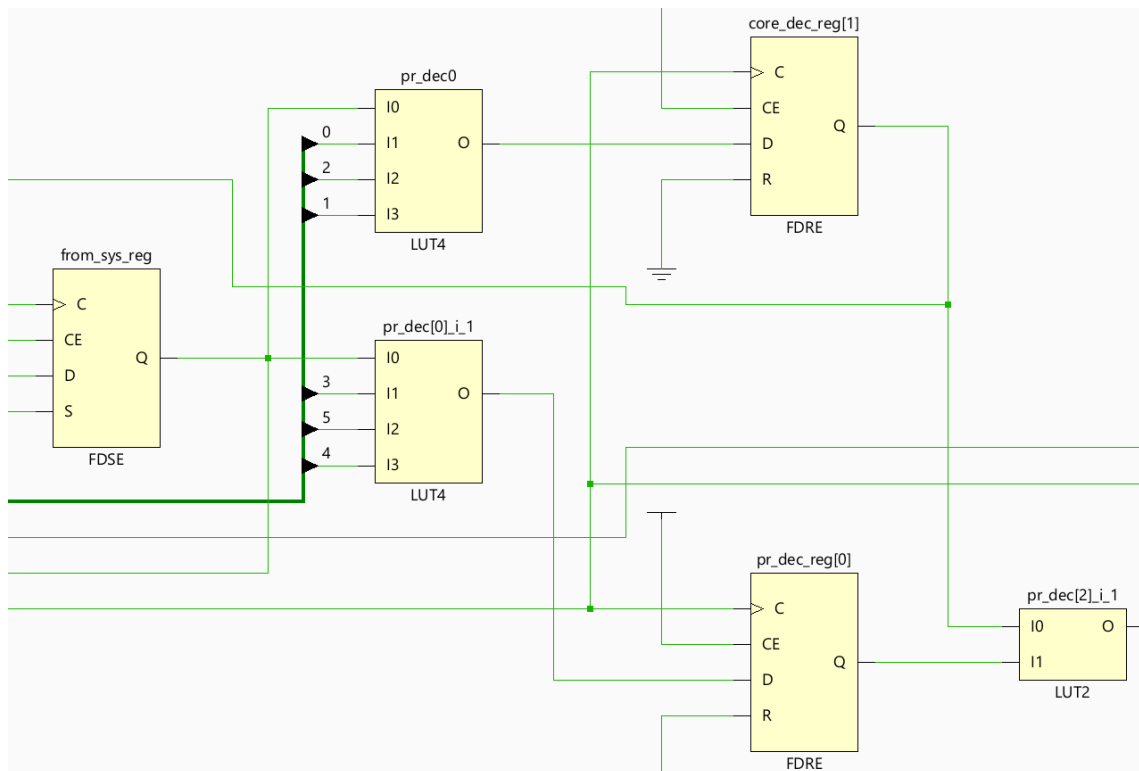 core_dec_reg[1]
C
CE
D
R
Q
FDRE
pr_dec0
I0
I1
I2
I3
O
LUT4
0
2
1
from_sys_reg
C
CE
D
S
Q
FDSE
pr_dec[0]_i_1
I0
I1
I2
I3
O
LUT4
3
5
4
pr_dec_reg[0]
C
CE
D
R
Q
FDRE
pr_dec[2]_i_1
I0
I1
O
LUT2